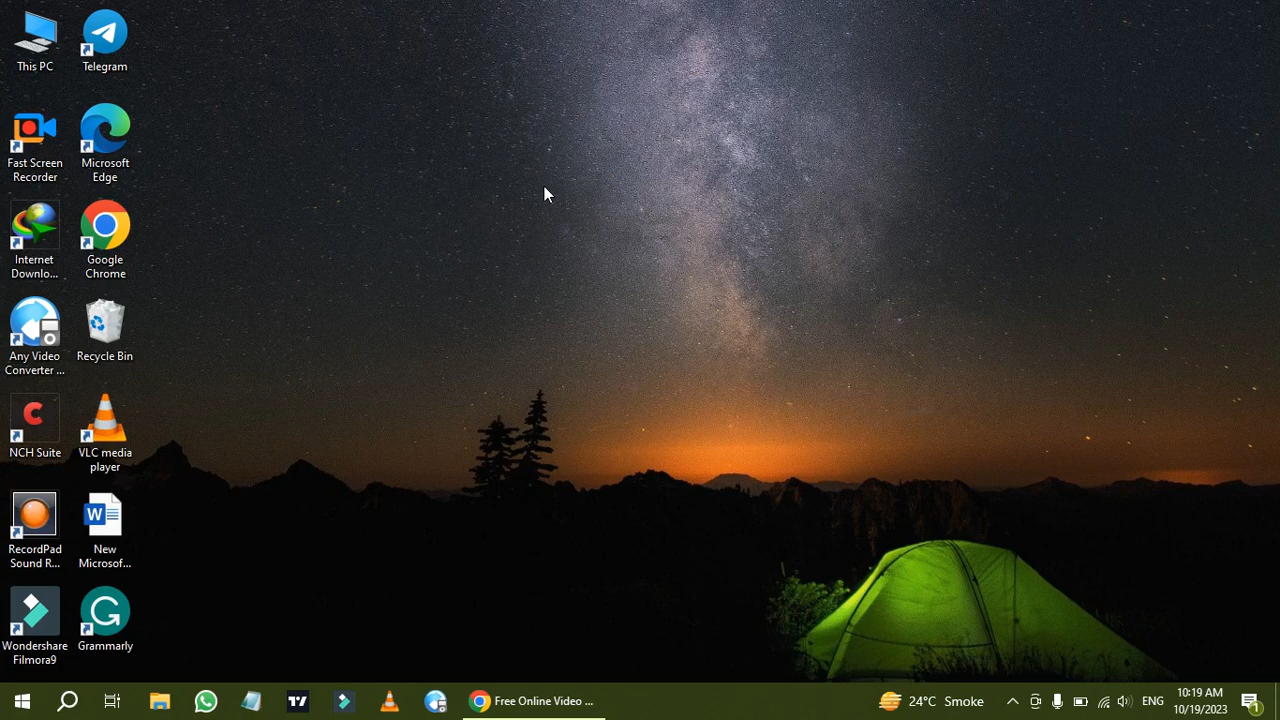 This PC
Telegram
Fast Screen
Recorder
Microsoft
Edge
Internet
Downlo...
Google
Chrome
Any Video
Converter ...
Recycle Bin
NCH Suite
VLC media
player
RecordPad
Sound R...
New
Microsof...
Wondershare
Filmora9
Grammarly
Free Online Video ...
24°C Smoke
ENG
10:19 AM
10/19/2023
1